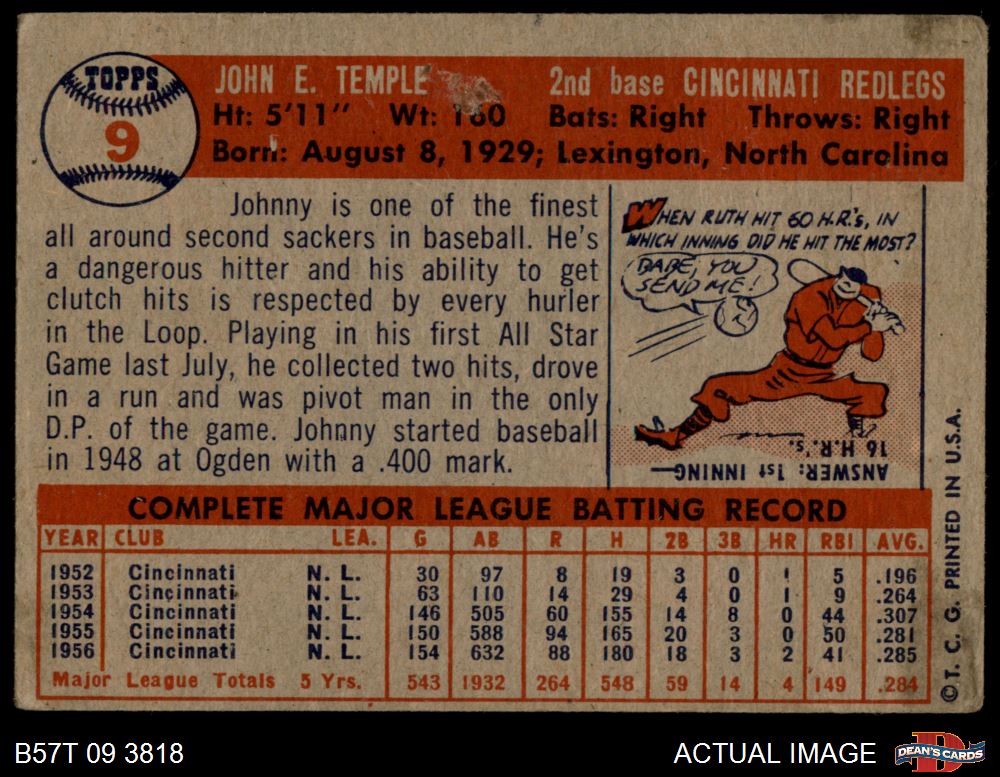 TOPPS
9
JOHN E. TEMPLE 2nd base CINCINNATI REDLEGS
Ht: 5'11" Wt: 160 Bats: Right Throws: Right
Born: August 8, 1929; Lexington, North Carolina
Johnny is one of the finest
all around second sackers in baseball. He's
a dangerous hitter and his ability to get
clutch hits is respected by every hurler
in the Loop. Playing in his first All Star
Game last July, he collected two hits, drove
in a run and was pivot man in the only
D.P. of the game. Johnny started baseball
in 1948 at Ogden with a .400 mark.
WHEN RUTH HIT 60 H.R.'s, IN
WHICH INNING DID HE HIT THE MOST?
BABE, YOU
SEND ME!
ANSWER: 1st INNING—
16 H.R.'s.
COMPLETE MAJOR LEAGUE BATTING RECORD
YEAR CLUB LEA. G AB R H 2B 3B HR RBI AVG.
1952 Cincinnati N. L. 30 97 8 19 3 0 1 5 .196
1953 Cincinnati N. L. 63 110 14 29 4 0 1 9 .264
1954 Cincinnati N. L. 146 505 60 155 14 8 0 44 .307
1955 Cincinnati N. L. 150 588 94 165 20 3 0 50 .281
1956 Cincinnati N. L. 154 632 88 180 18 3 2 41 .285
Major League Totals 5 Yrs. 543 1932 264 548 59 14 4 149 .284
© T. C. G. PRINTED IN U.S.A.
B57T 09 3818
ACTUAL IMAGE
DEAN'S CARDS